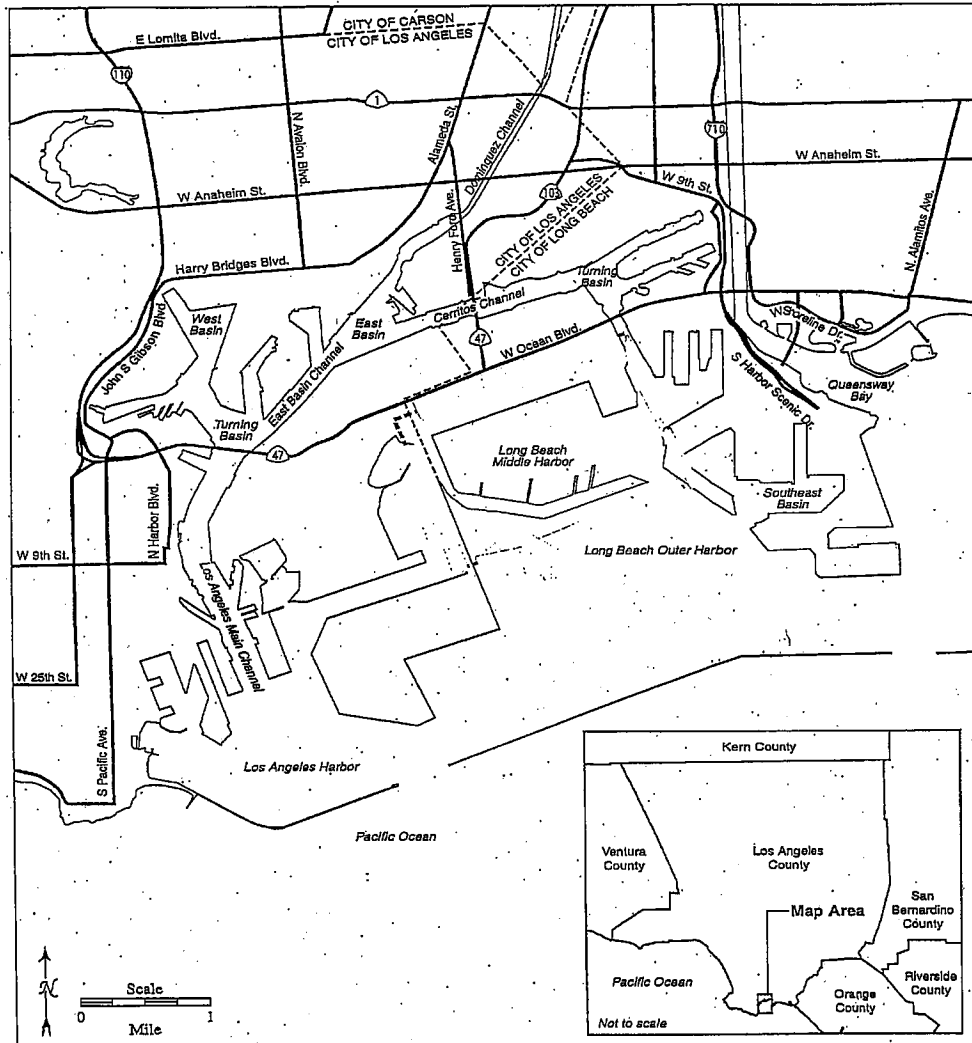 CITY OF CARSON
CITY OF LOS ANGELES
E Lomita Blvd.
110
1
N Avalon Blvd.
Alameda St.
Dominguez Channel
710
W Anaheim St.
W Anaheim St.
W 9th St.
103
Henry Ford Ave.
CITY OF LOS ANGELES
CITY OF LONG BEACH
N. Alamitos Ave.
Harry Bridges Blvd.
Turning
Basin
Cerritos Channel
John S Gibson Blvd
West
Basin
East
Basin
East Basin Channel
47
W Ocean Blvd.
W Shoreline Dr.
S Harbor Scenic Dr.
Queensway
Bay
Turning
Basin
47
Long Beach
Middle Harbor
Southeast
Basin
N Harbor Blvd.
W 9th St.
Long Beach Outer Harbor
Los Angeles Main Channel
W 25th St.
S Pacific Ave.
Los Angeles Harbor
Pacific Ocean
Kern County
Ventura
County
Los Angeles
County
San
Bernardino
County
Map Area
Riverside
County
Pacific Ocean
Orange
County
Not to scale
N
Scale
0 1
Mile